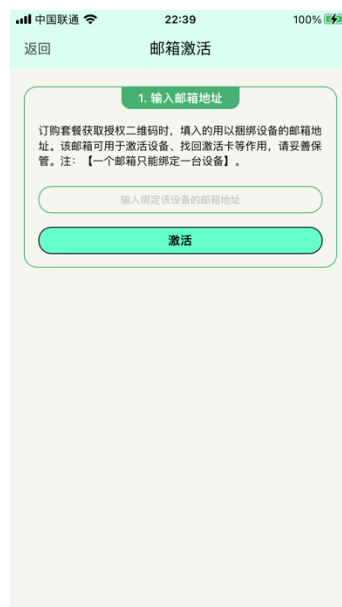 中国联通 22:39 100%
返回 邮箱激活
1. 输入邮箱地址
订购套餐获取授权二维码时，填入的用以捆绑设备的邮箱地
址。该邮箱可用于激活设备、找回激活卡等作用，请妥善保
管。注：【一个邮箱只能绑定一台设备】。
输入绑定该设备的邮箱地址
激活